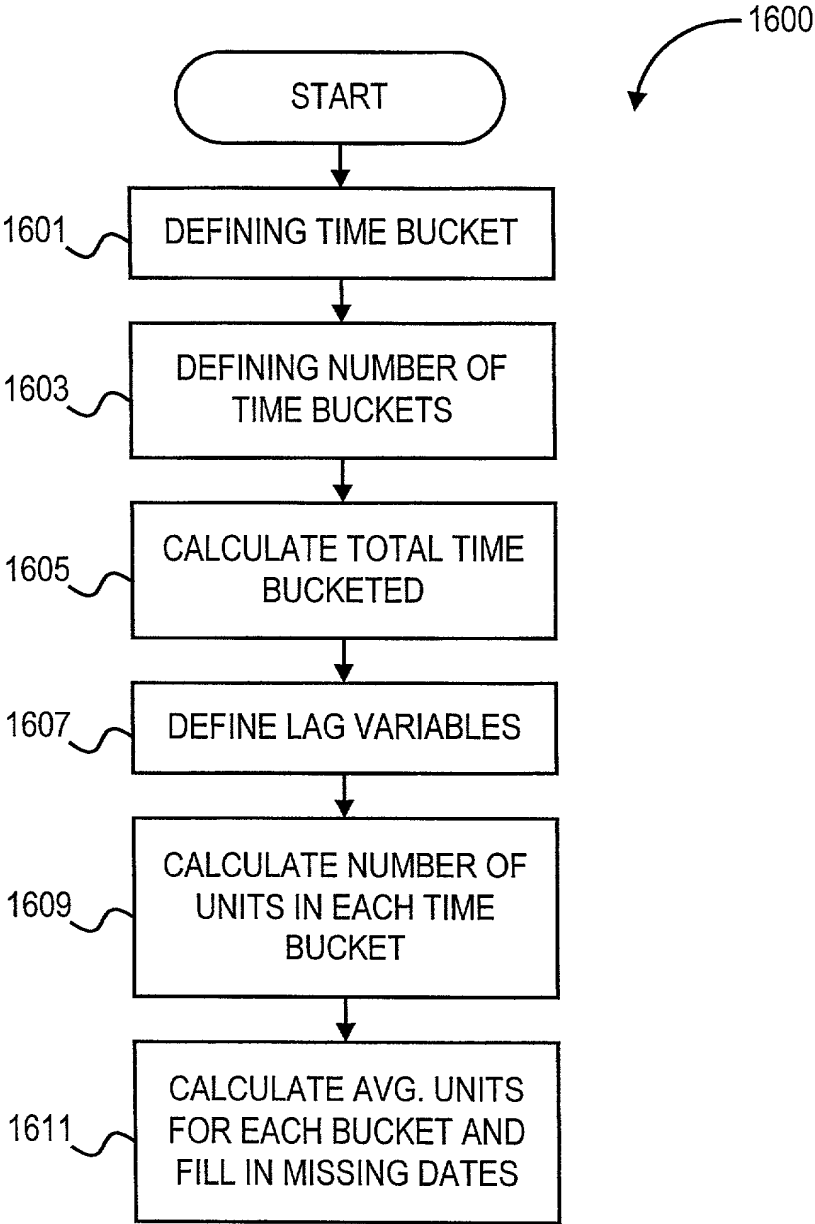 1600
START
1601
DEFINING TIME BUCKET
1603
DEFINING NUMBER OF
TIME BUCKETS
1605
CALCULATE TOTAL TIME
BUCKETED
1607
DEFINE LAG VARIABLES
1609
CALCULATE NUMBER OF
UNITS IN EACH TIME
BUCKET
1611
CALCULATE AVG. UNITS
FOR EACH BUCKET AND
FILL IN MISSING DATES